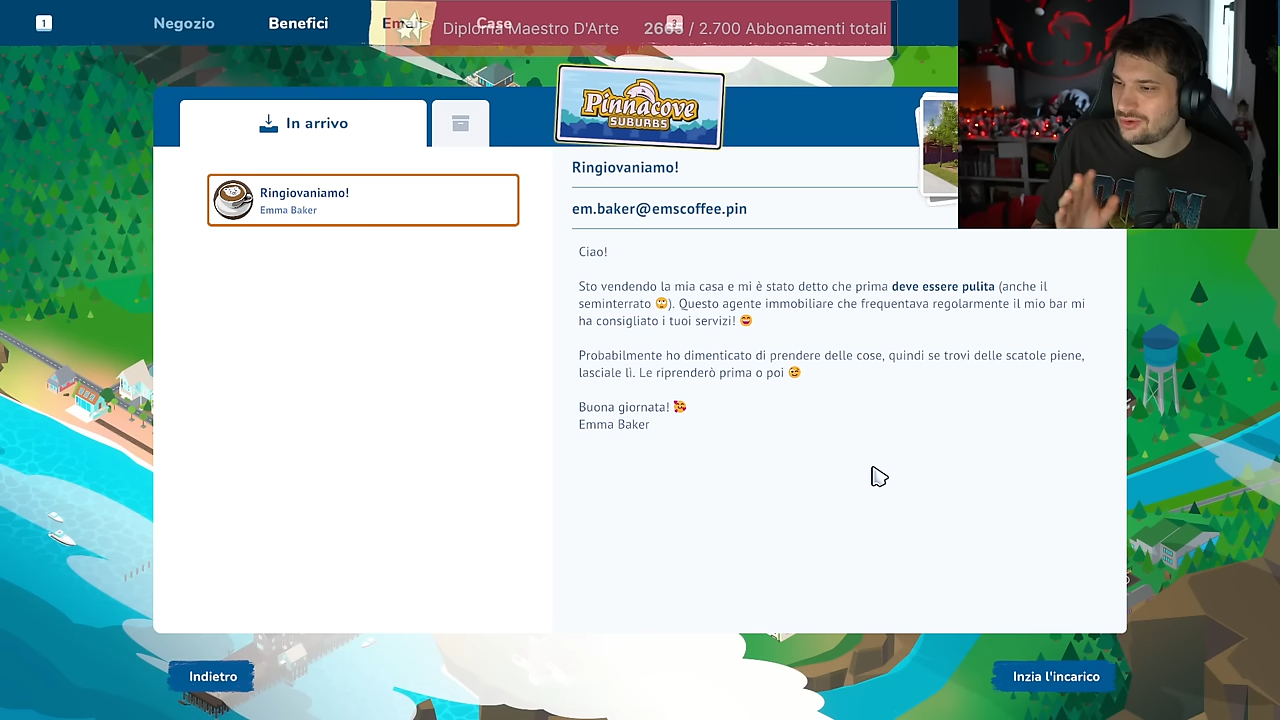 1
Negozio
Benefici
Email
Case
3
Diploma Maestro D'Arte
2665 / 2.700 Abbonamenti totali
In arrivo
Pinnacove
SUBURBS
Ringiovaniamo!
Emma Baker
Ringiovaniamo!
em.baker@emscoffee.pin
Ciao!
Sto vendendo la mia casa e mi è stato detto che prima deve essere pulita (anche il
seminterrato 🙄). Questo agente immobiliare che frequentava regolarmente il mio bar mi
ha consigliato i tuoi servizi! 😄
Probabilmente ho dimenticato di prendere delle cose, quindi se trovi delle scatole piene,
lasciale lì. Le riprenderò prima o poi 😉
Buona giornata! 🥰
Emma Baker
Indietro
Inzia l'incarico